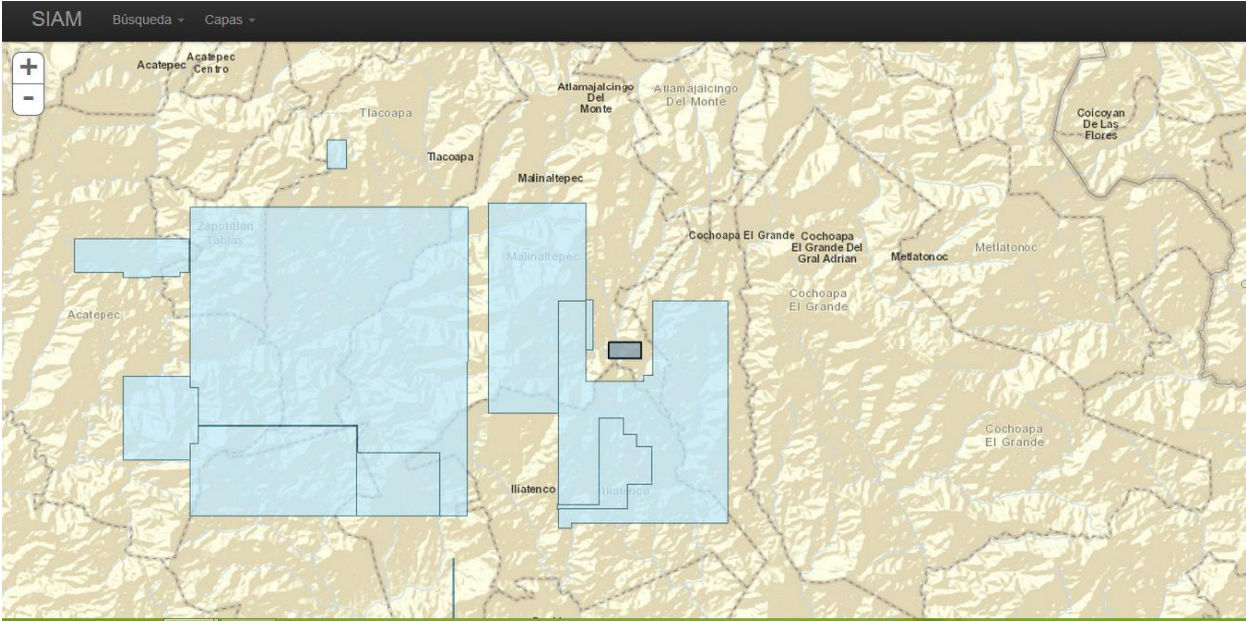 SIAM Búsqueda Capas
+
-
Acatepec
Acatepec
Centro
Tlacoapa
Tlacoapa
Atlamajalcingo
Del
Monte
Atlamajalcingo
Del Monte
Coicoyan
De Las
Flores
Malinaltepec
Zapotitlán
Tablas
Malinaltepec
Cochoapa El Grande
Cochoapa
El Grande Del
Gral Adrian
Metlatonoc
Metlatonoc
Cochoapa
El Grande
Acatepec
Cochoapa
El Grande
Iliatenco
Iliatenco